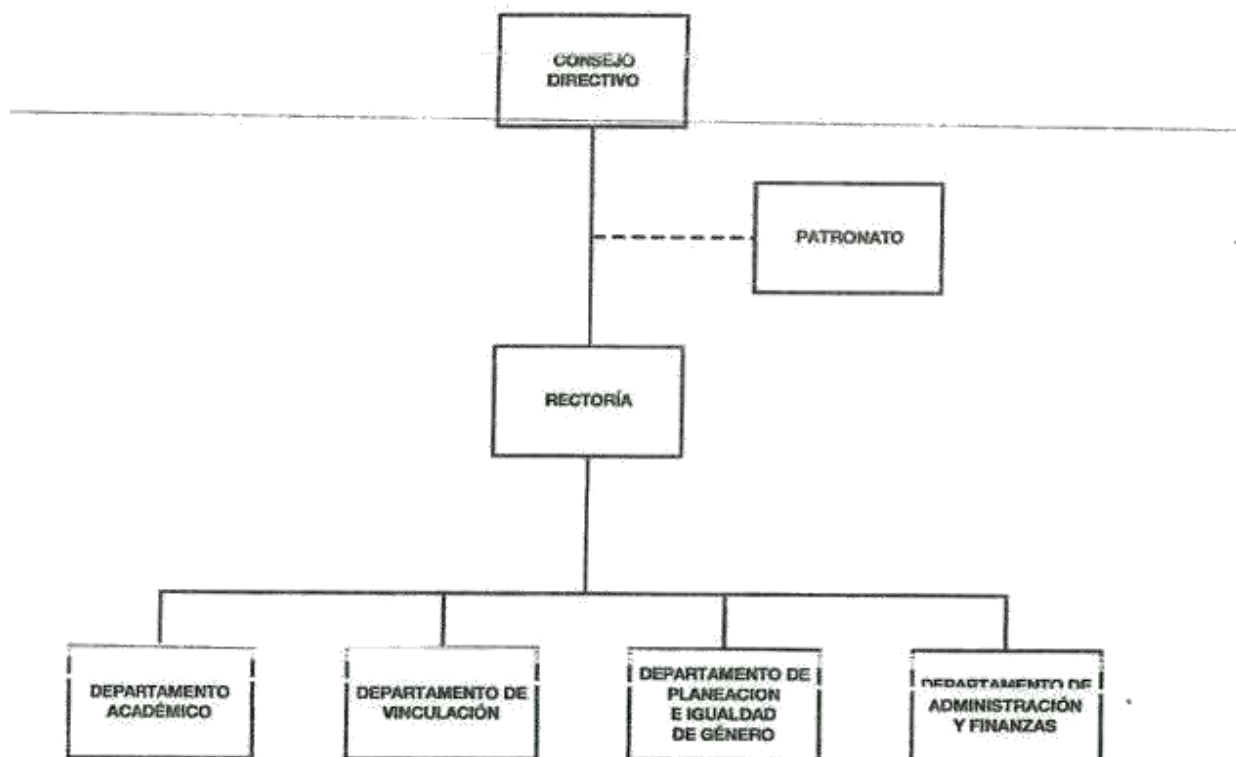 CONSEJO
DIRECTIVO
PATRONATO
RECTORÍA
DEPARTAMENTO
ACADÉMICO
DEPARTAMENTO DE
VINCULACIÓN
DEPARTAMENTO DE
PLANEACION
E IGUALDAD
DE GÉNERO
DEPARTAMENTO DE
ADMINISTRACIÓN
Y FINANZAS